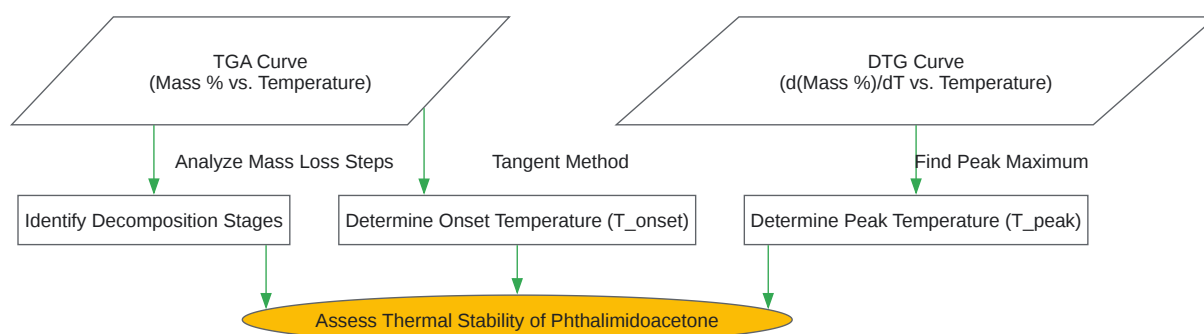 TGA Curve
(Mass % vs. Temperature)
DTG Curve
(d(Mass %)/dT vs. Temperature)
Analyze Mass Loss Steps
Tangent Method
Find Peak Maximum
Identify Decomposition Stages
Determine Onset Temperature (T_onset)
Determine Peak Temperature (T_peak)
Assess Thermal Stability of Phthalimidoacetone